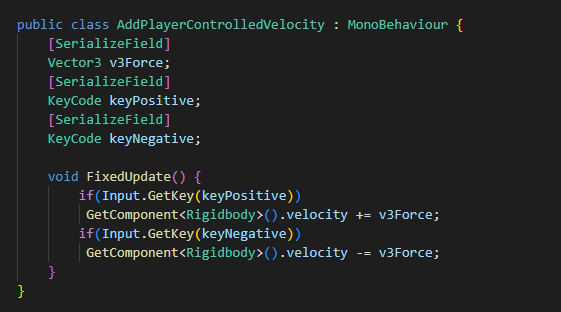 public class AddPlayerControlledVelocity : MonoBehaviour {
    [SerializeField]
    Vector3 v3Force;
    [SerializeField]
    KeyCode keyPositive;
    [SerializeField]
    KeyCode keyNegative;

    void FixedUpdate() {
        if(Input.GetKey(keyPositive))
         GetComponent<Rigidbody>().velocity += v3Force;
        if(Input.GetKey(keyNegative))
         GetComponent<Rigidbody>().velocity -= v3Force;
    }
}